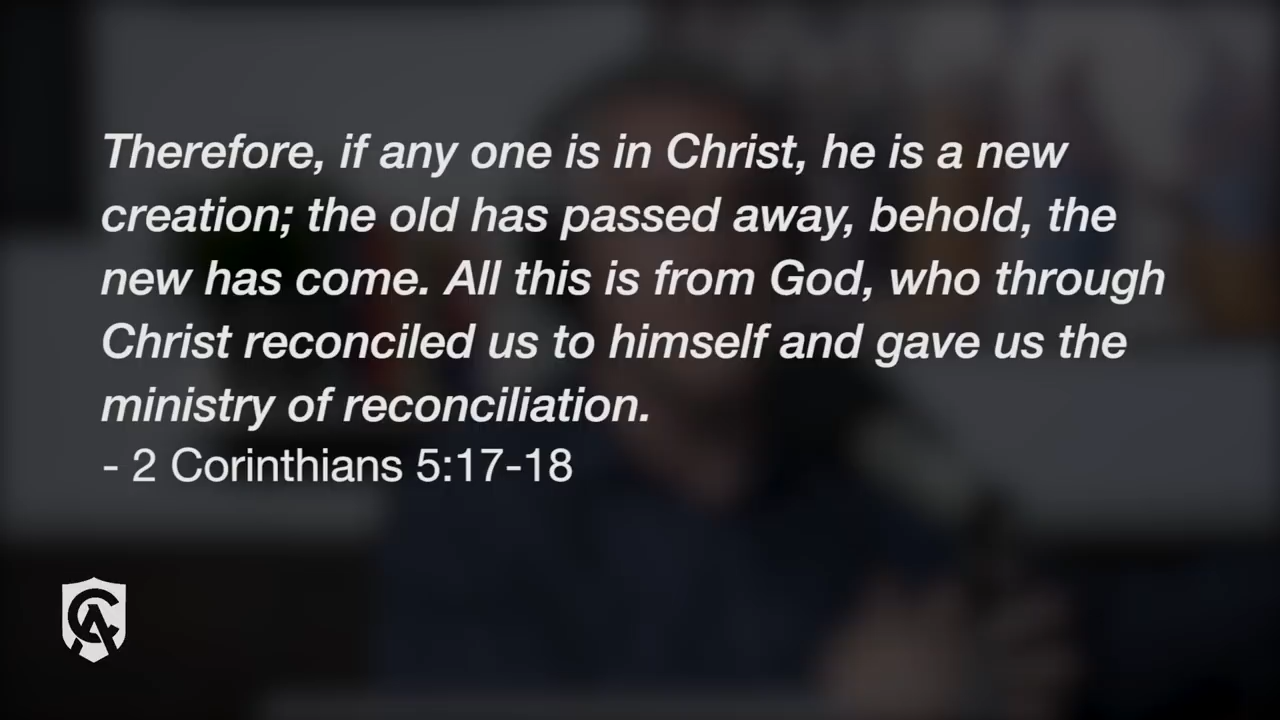 Therefore, if any one is in Christ, he is a new
creation; the old has passed away, behold, the
new has come. All this is from God, who through
Christ reconciled us to himself and gave us the
ministry of reconciliation.
- 2 Corinthians 5:17-18
CA